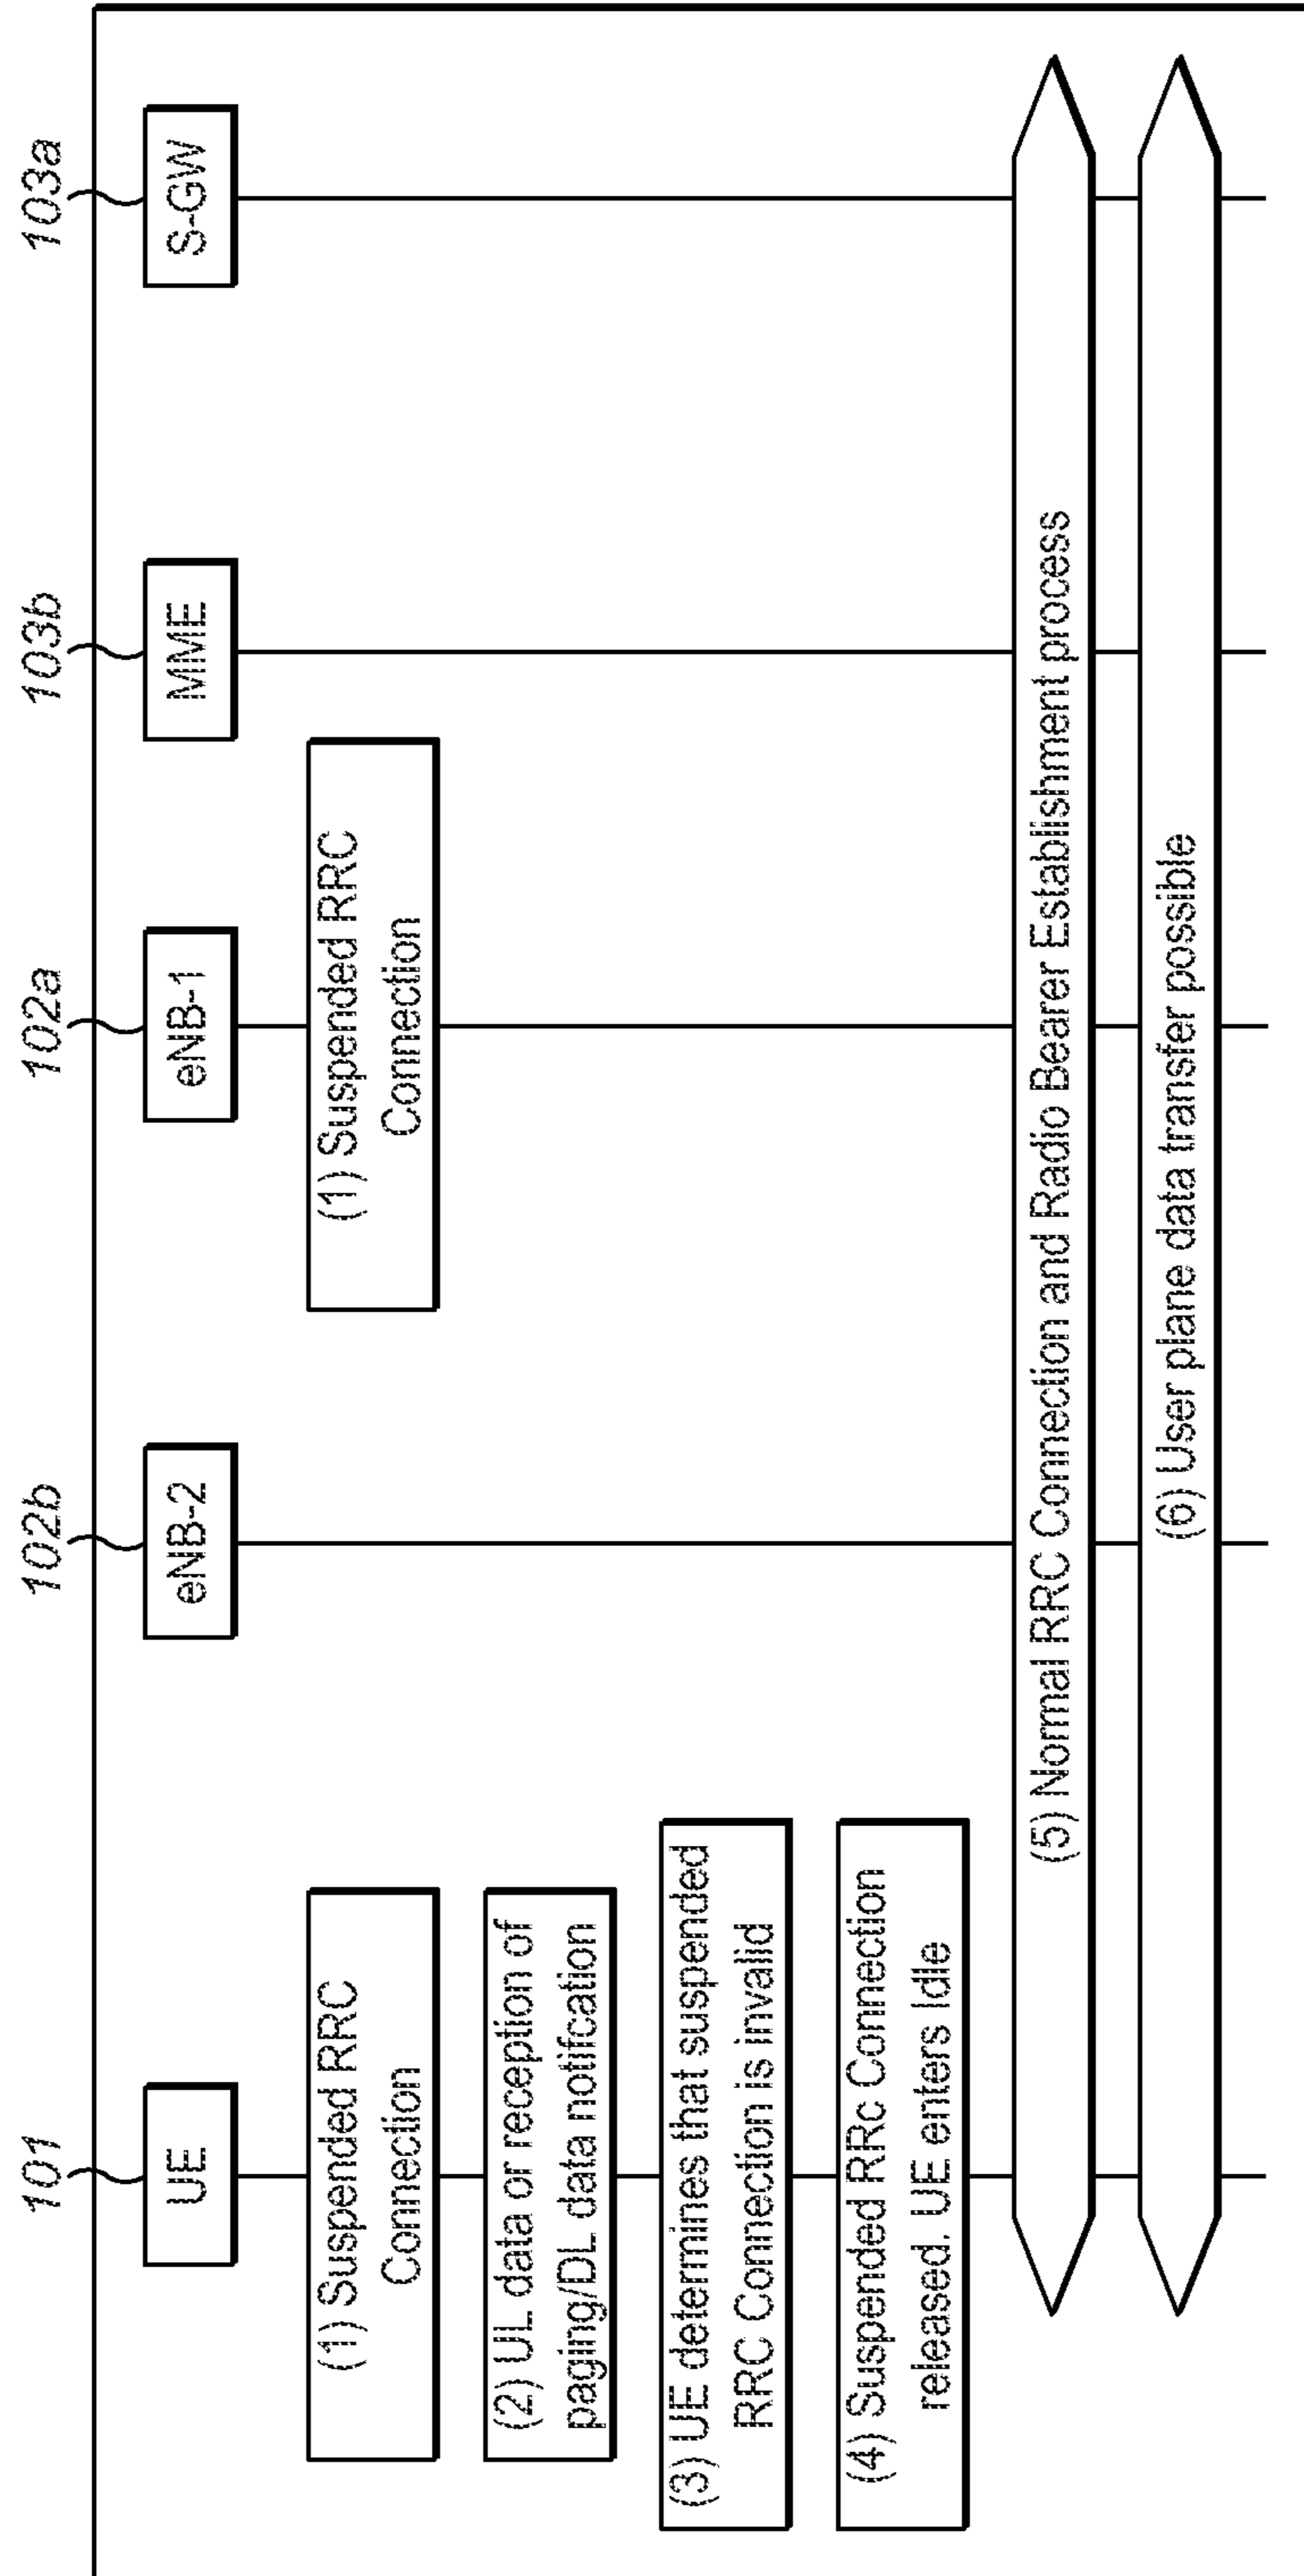 101
102b
102a
103b
103a
UE
eNB-2
eNB-1
MME
S-GW
(1) Suspended RRC
Connection
(1) Suspended RRC
Connection
(2) UL data or reception of
paging/DL data notifcation
(3) UE determines that suspended
RRC Connection is invalid
(4) Suspended RRc Connection
released. UE enters Idle
(5) Normal RRC Connection and Radio Bearer Establishment process
(6) User plane data transfer possible